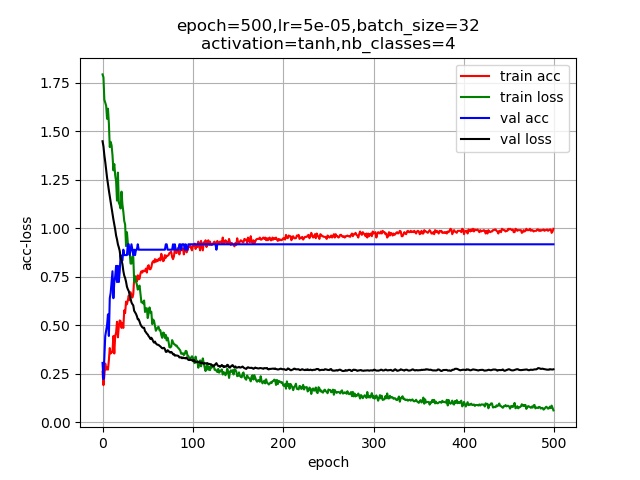 epoch=500,lr=5e-05,batch_size=32
activation=tanh,nb_classes=4
train acc
train loss
val acc
val loss
acc-loss
1.75
1.50
1.25
1.00
0.75
0.50
0.25
0.00
0 100 200 300 400 500
epoch